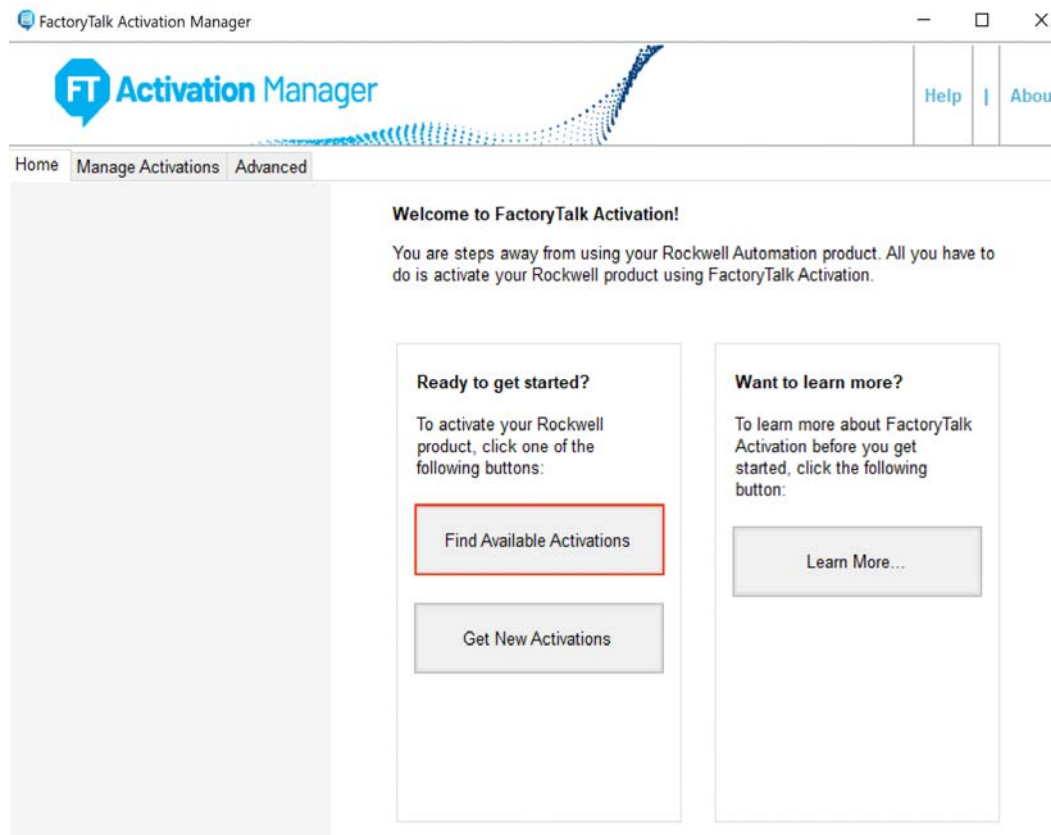 FactoryTalk Activation Manager
FT Activation Manager
Help | Abou
Home Manage Activations Advanced
Welcome to FactoryTalk Activation!
You are steps away from using your Rockwell Automation product. All you have to
do is activate your Rockwell product using FactoryTalk Activation.
Ready to get started?
To activate your Rockwell
product, click one of the
following buttons:
Find Available Activations
Get New Activations
Want to learn more?
To learn more about FactoryTalk
Activation before you get
started, click the following
button:
Learn More...